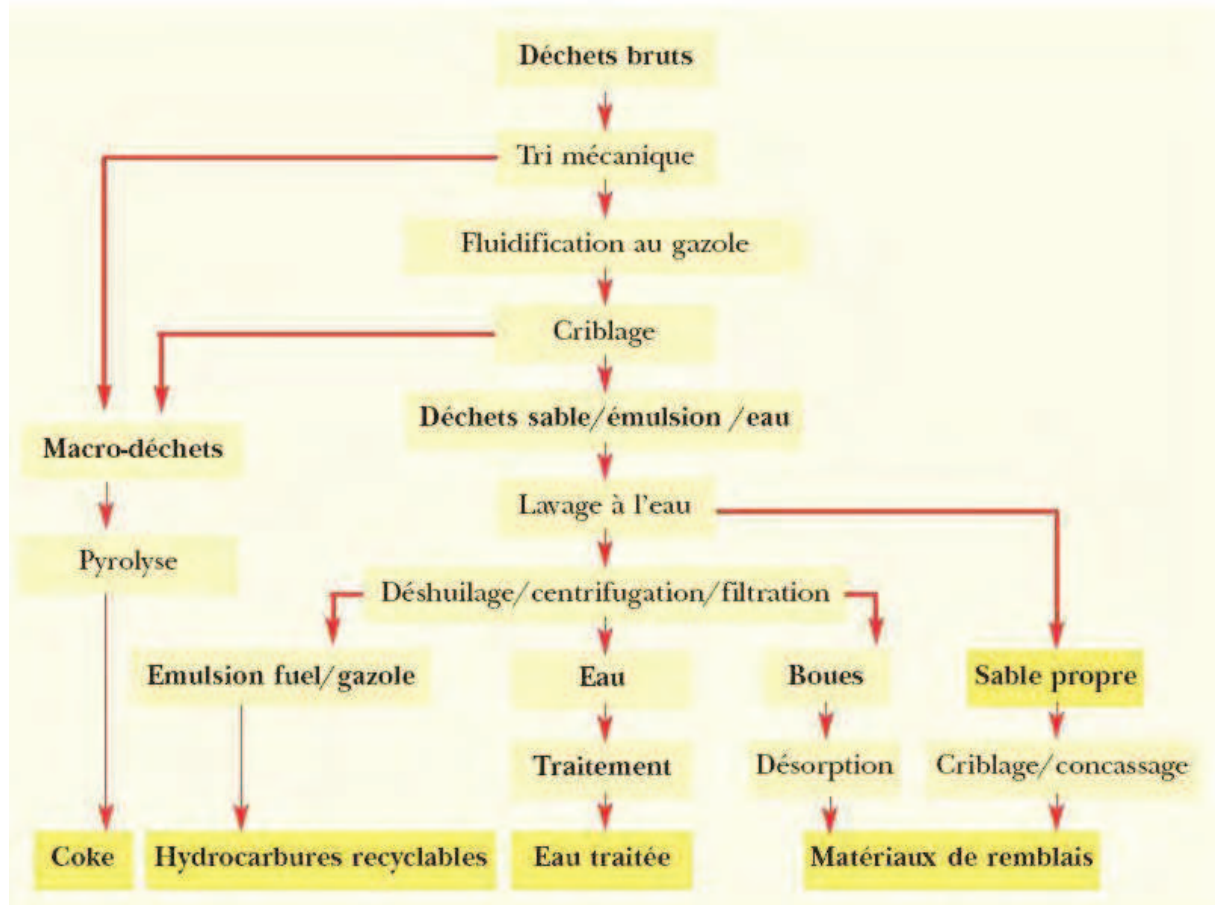 Déchets bruts
Tri mécanique
Fluidification au gazole
Criblage
Déchets sable/émulsion /eau
Macro-déchets
Lavage à l'eau
Pyrolyse
Déshuilage/centrifugation/filtration
Emulsion fuel/gazole
Eau
Boues
Sable propre
Traitement
Désorption
Criblage/concassage
Coke
Hydrocarbures recyclables
Eau traitée
Matériaux de remblais